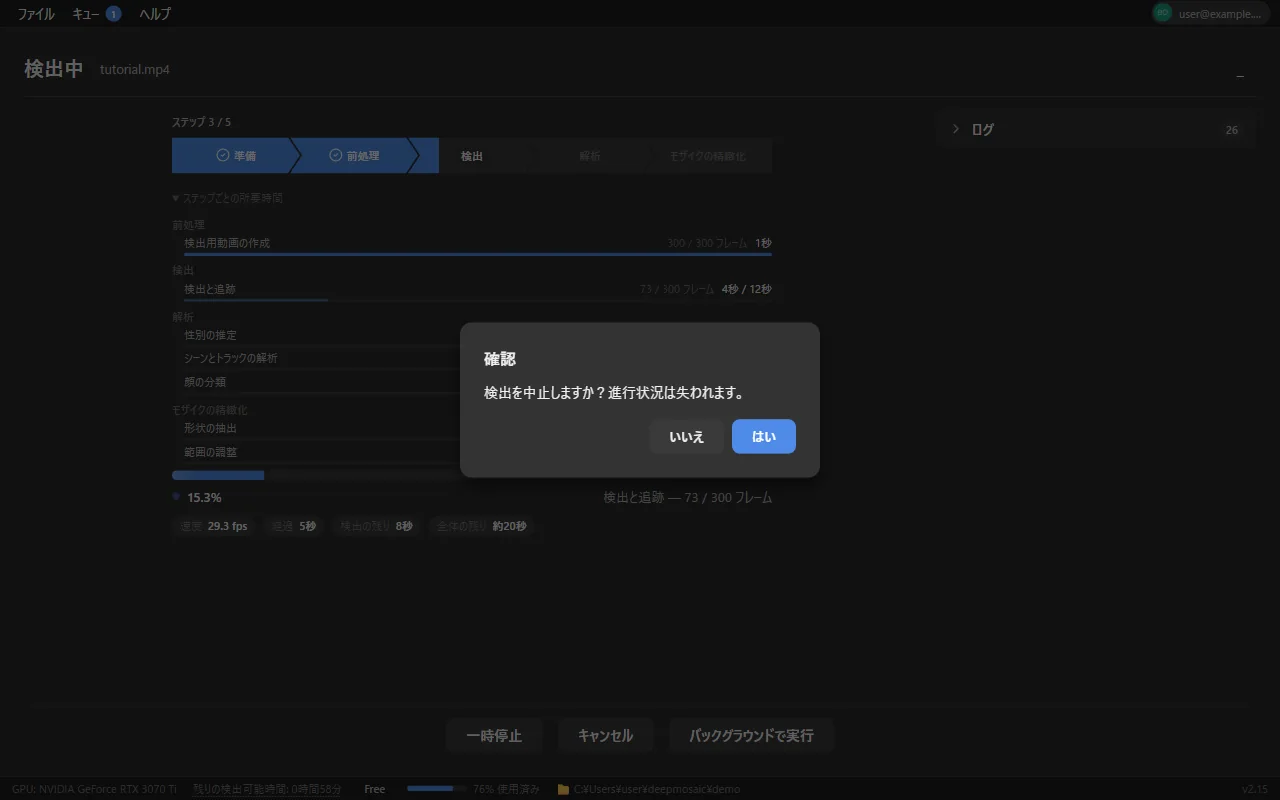 ファイル キュー 1 ヘルプ
user@example....
検出中 tutorial.mp4
ステップ 3 / 5
準備 前処理 検出 解析 モザイクの精緻化
ログ 26
▼ ステップごとの所要時間
前処理
検出用動画の作成 300 / 300 フレーム 1秒
検出
検出と追跡 73 / 300 フレーム 4秒 / 12秒
解析
性別の推定
シーンとトラックの解析
顔の分類
モザイクの精緻化
形状の抽出
範囲の調整
確認
検出を中止しますか？進行状況は失われます。
いいえ はい
15.3% 検出と追跡 — 73 / 300 フレーム
速度 29.3 fps 経過 5秒 検出の残り 8秒 全体の残り 約20秒
一時停止 キャンセル バックグラウンドで実行
GPU: NVIDIA GeForce RTX 3070 Ti 残りの検出可能時間: 0時間58分 Free 76% 使用済み C:¥Users¥user¥deepmosaic¥demo v2.15